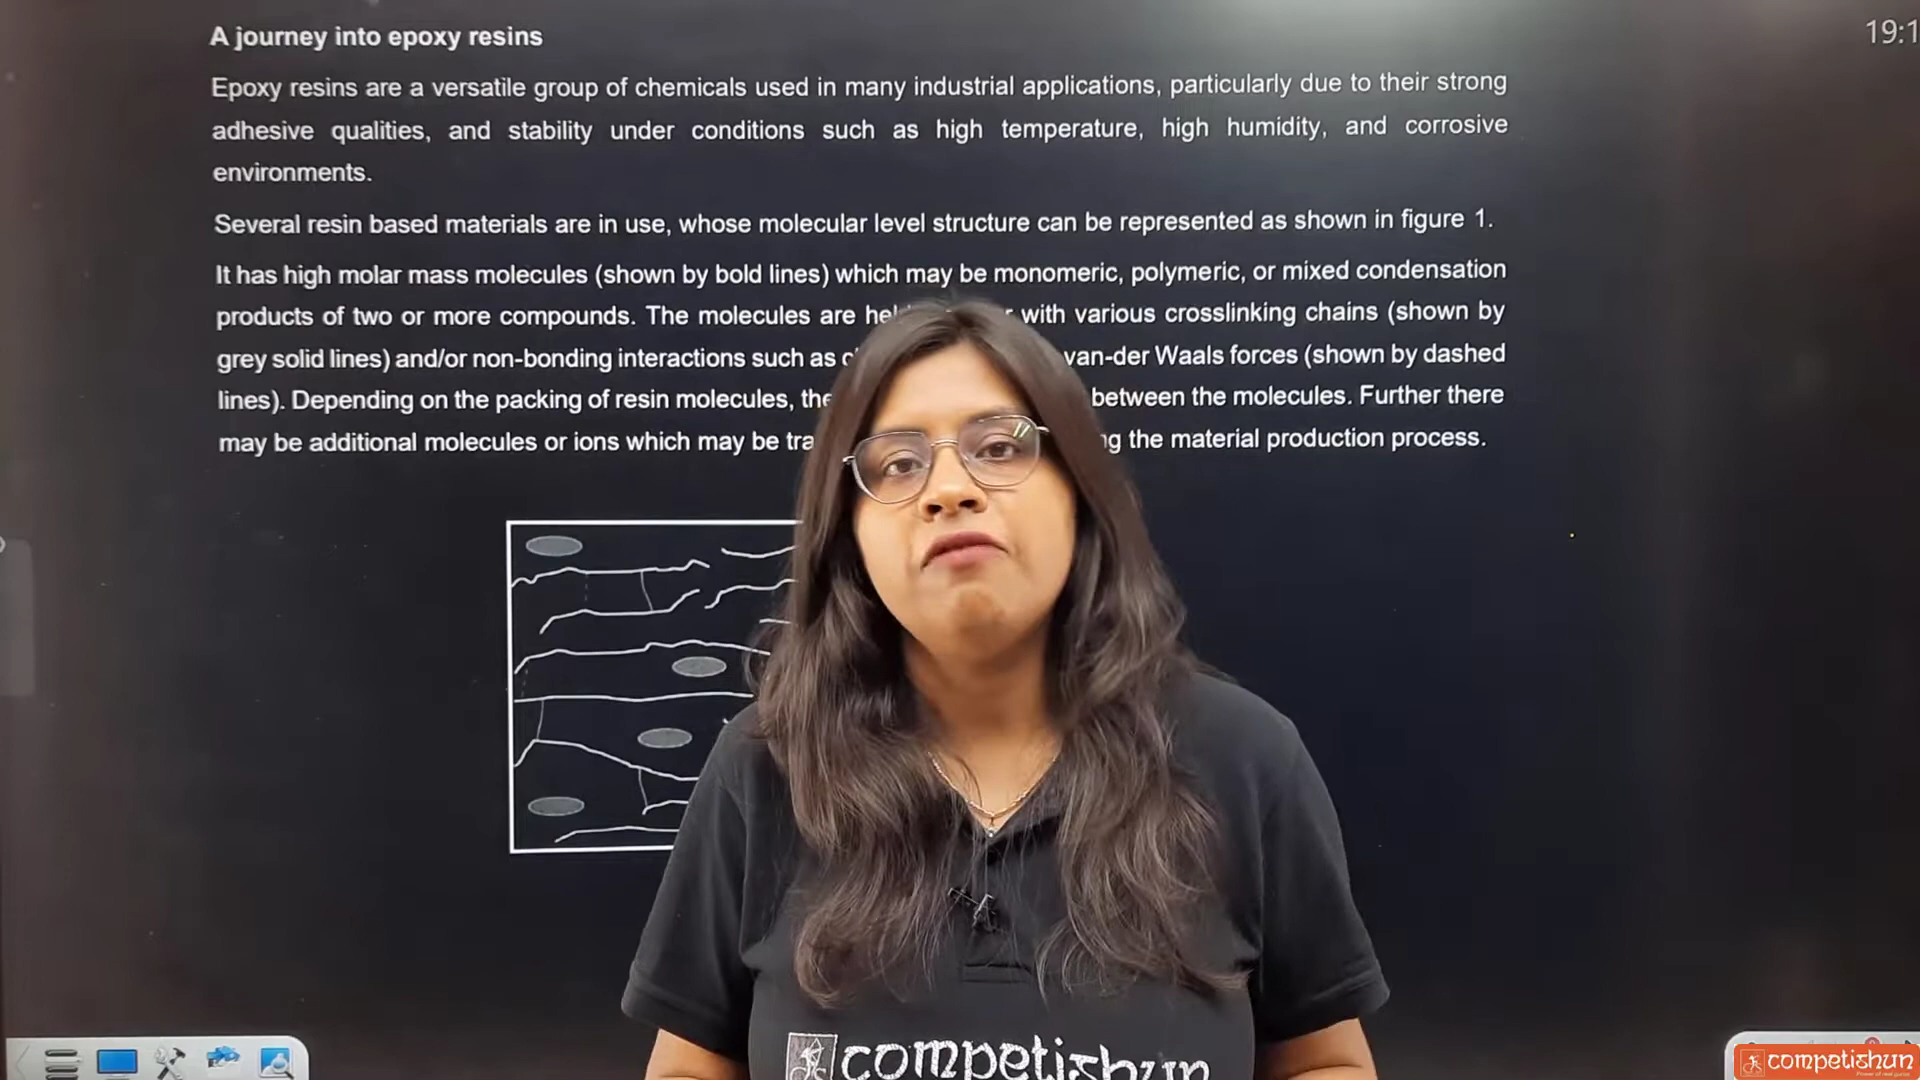 A journey into epoxy resins
19:1
Epoxy resins are a versatile group of chemicals used in many industrial applications, particularly due to their strong
adhesive qualities, and stability under conditions such as high temperature, high humidity, and corrosive
environments.
Several resin based materials are in use, whose molecular level structure can be represented as shown in figure 1.
It has high molar mass molecules (shown by bold lines) which may be monomeric, polymeric, or mixed condensation
products of two or more compounds. The molecules are with various crosslinking chains (shown by
grey solid lines) and/or non-bonding interactions such as van-der Waals forces (shown by dashed
lines). Depending on the packing of resin molecules, between the molecules. Further there
may be additional molecules or ions which may be the material production process.
competishun
competishun